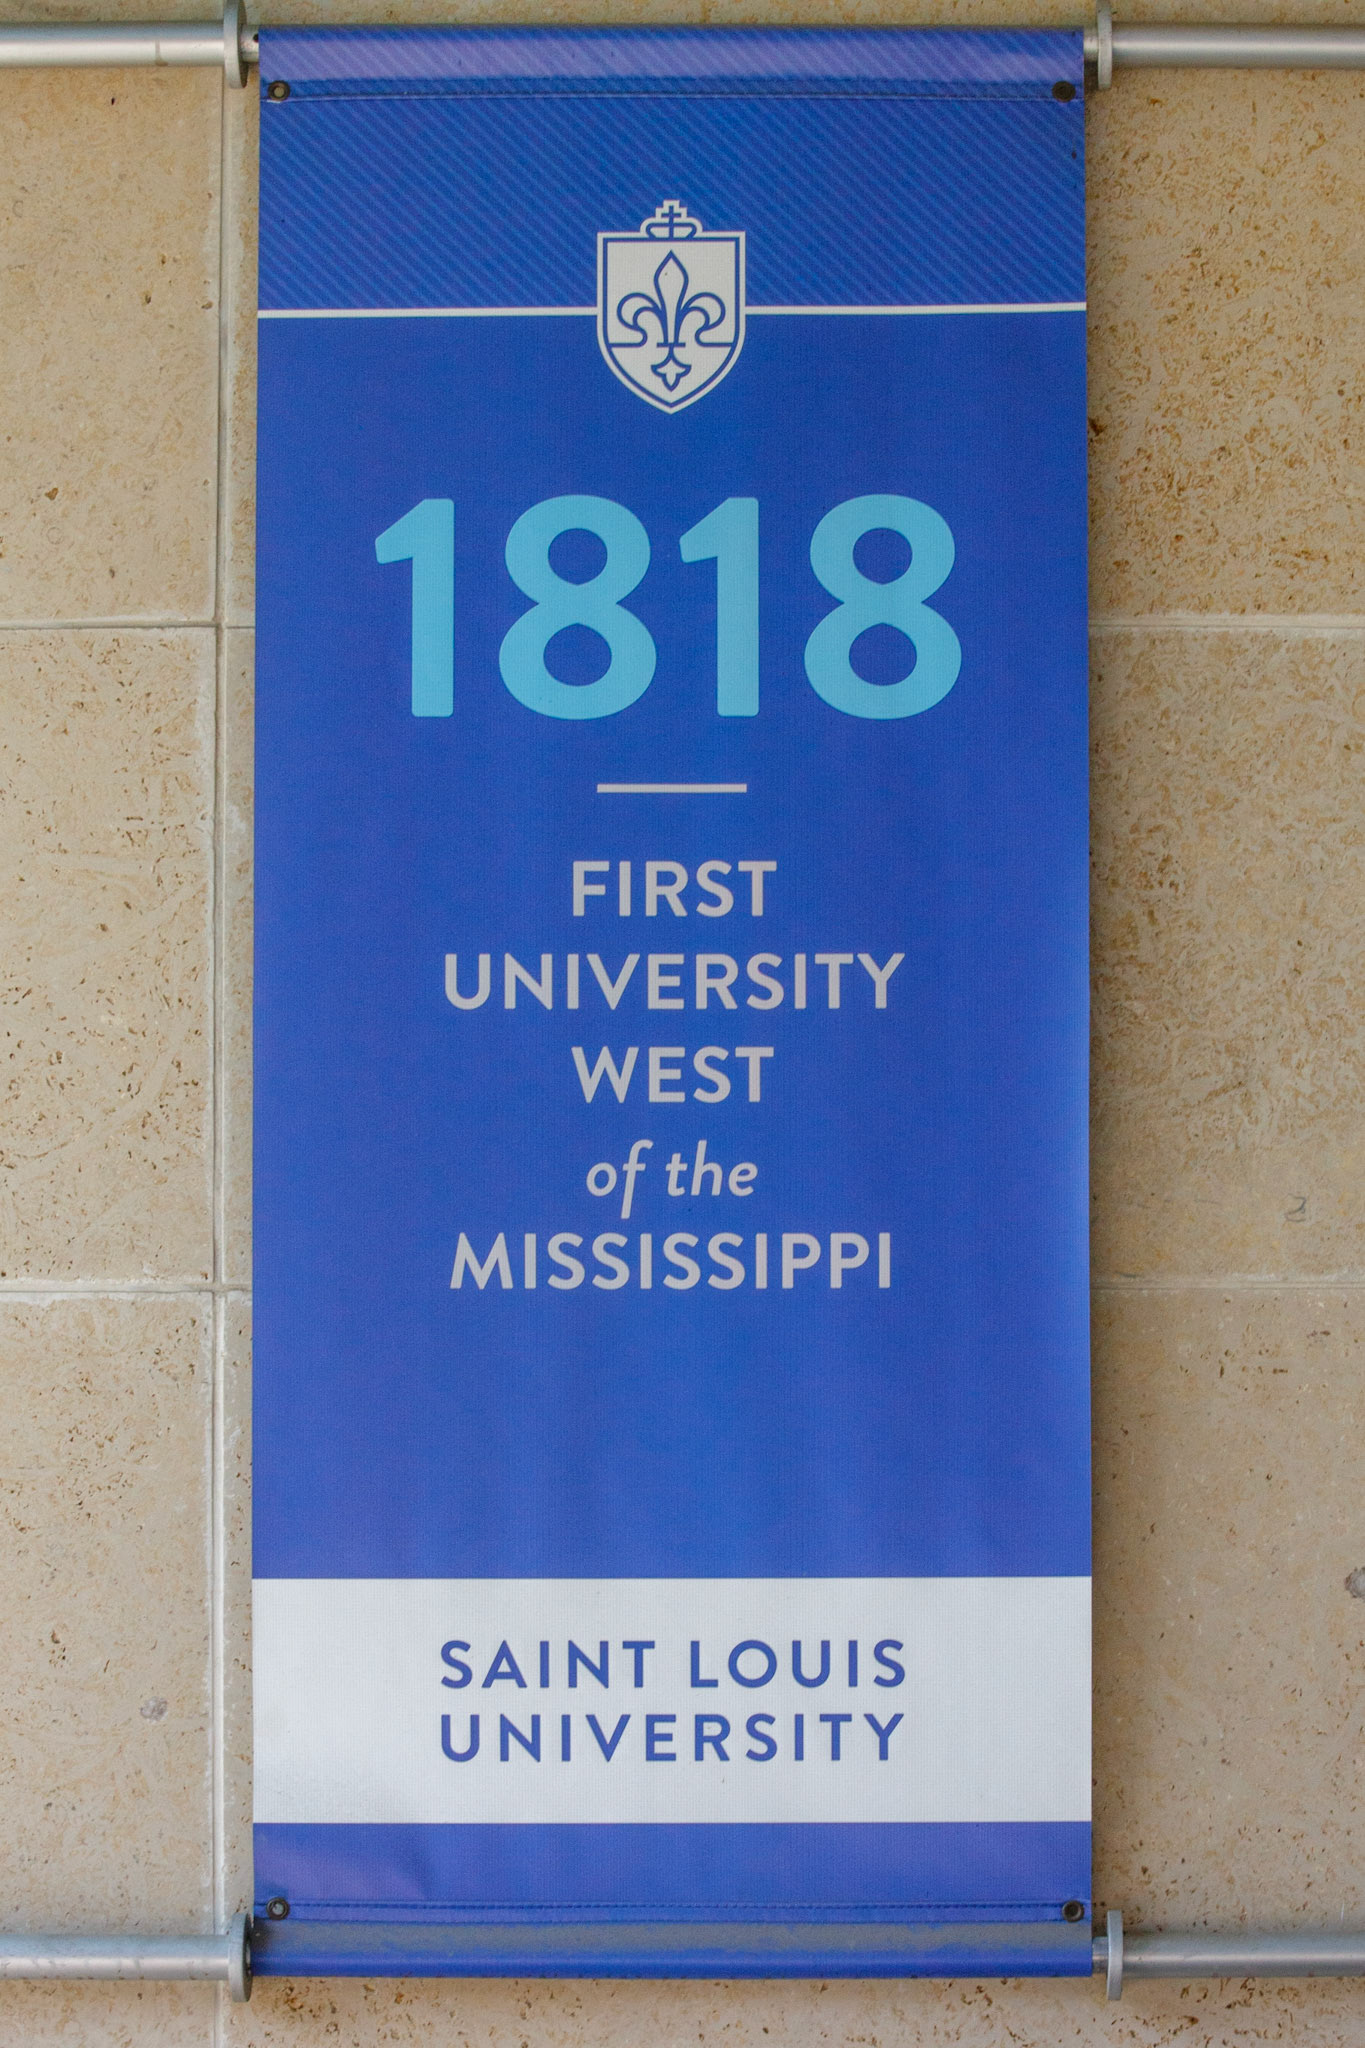 1818
FIRST
UNIVERSITY
WEST
of the
MISSISSIPPI
SAINT LOUIS
UNIVERSITY